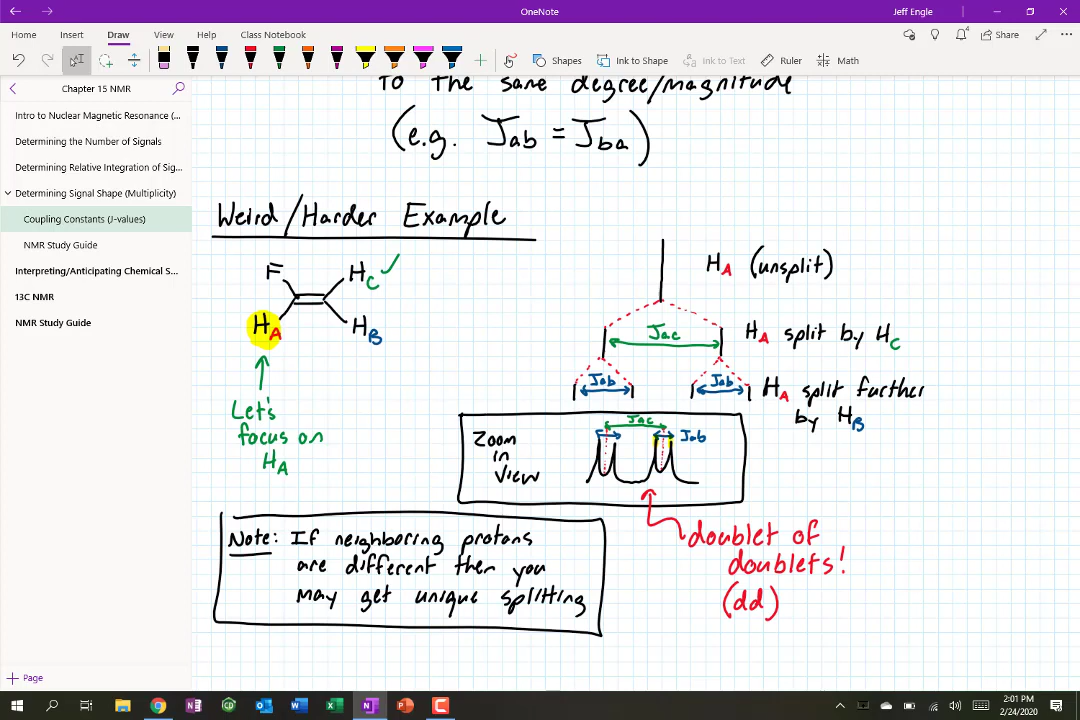 OneNote
Jeff Engle
Home
Insert
Draw
View
Help
Class Notebook
Share
Shapes
Ink to Shape
Ink to Text
Ruler
Math
Chapter 15 NMR
Intro to Nuclear Magnetic Resonance (...
Determining the Number of Signals
Determining Relative Integration of Sig...
Determining Signal Shape (Multiplicity)
Coupling Constants (J-values)
NMR Study Guide
Interpreting/Anticipating Chemical S...
13C NMR
NMR Study Guide
Page
to the same degree/magnitude
(e.g. Jab = Jba)
Weird/Harder Example
F
HC ✓
HA
HB
Let's
focus on
HA
HA (unsplit)
Jac
HA split by HC
Jab
Jab
HA split further
by HB
Zoom
in
View
Jac
Jab
doublet of
doublets!
(dd)
Note: If neighboring protons
are different then you
may get unique splitting
2:01 PM
2/24/2020